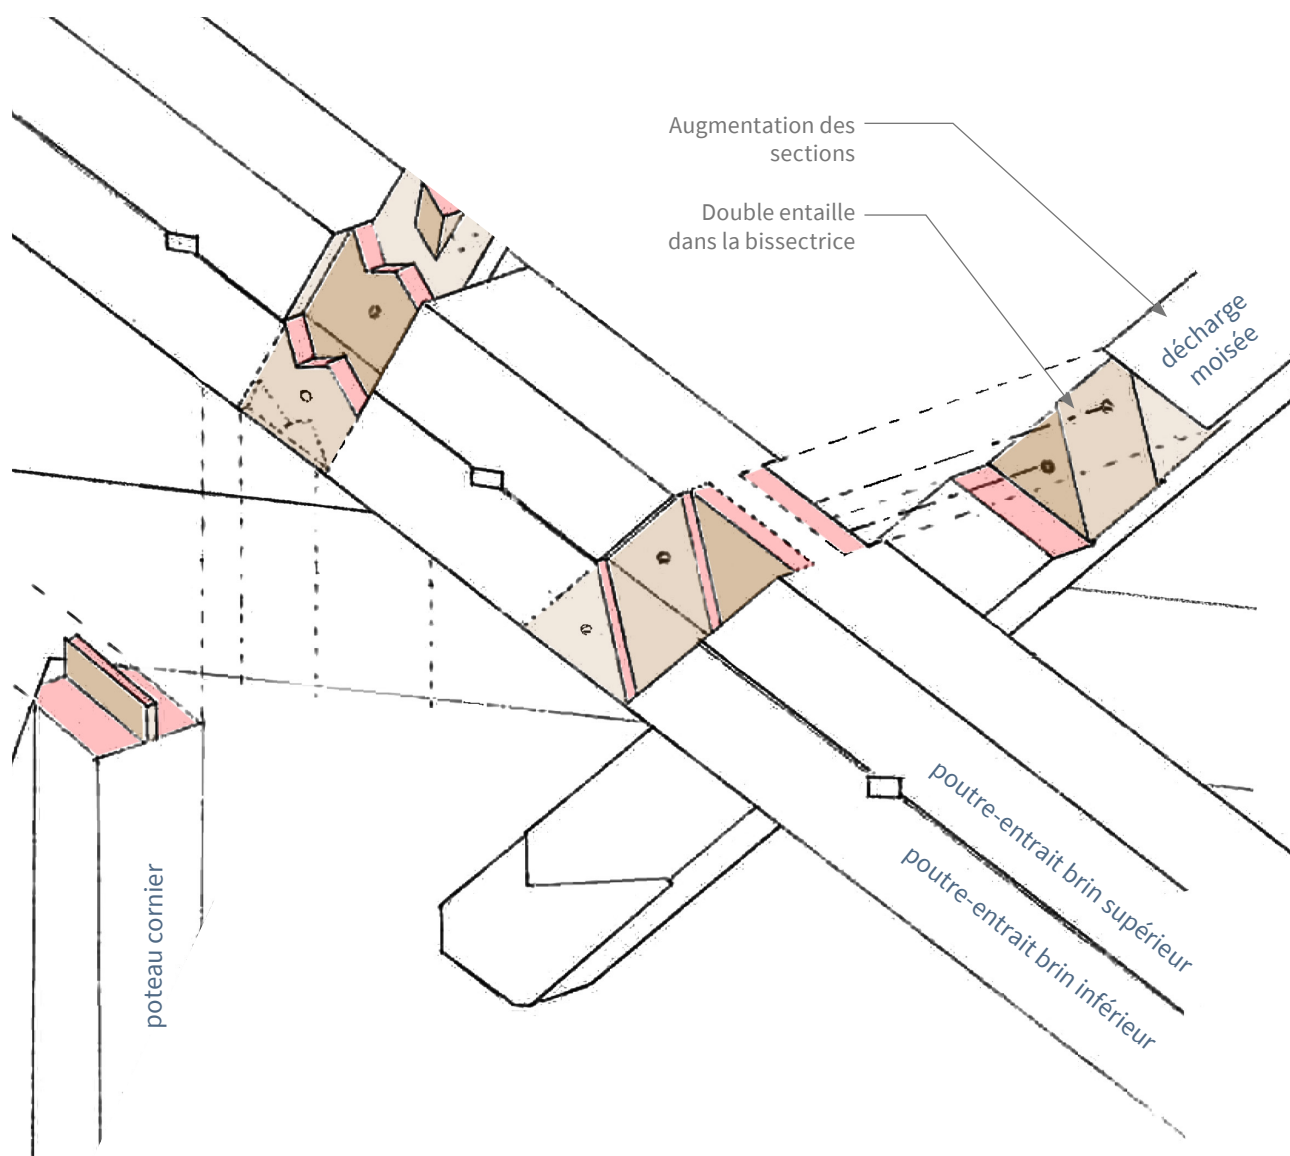 Augmentation des
sections
Double entaille
dans la bissectrice
décharge
moisée
poutre-entrait brin supérieur
poutre-entrait brin inférieur
poteau cornier